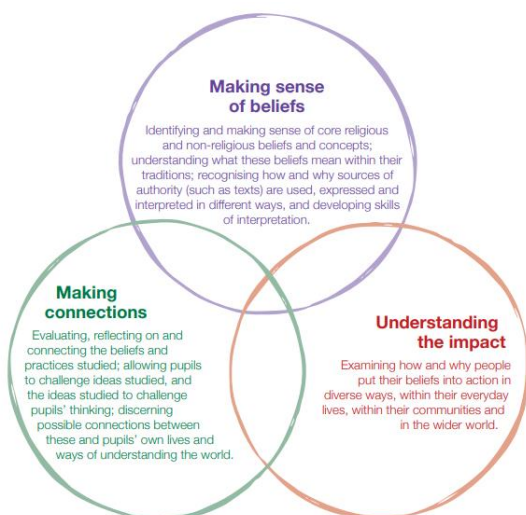 Making sense
of beliefs
Identifying and making sense of core religious
and non-religious beliefs and concepts;
understanding what these beliefs mean within their
traditions; recognising how and why sources of
authority (such as texts) are used, expressed and
interpreted in different ways, and developing skills
of interpretation.
Making
connections
Evaluating, reflecting on and
connecting the beliefs and
practices studied; allowing pupils
to challenge ideas studied, and
the ideas studied to challenge
pupils' thinking; discerning
possible connections between
these and pupils' own lives and
ways of understanding the world.
Understanding
the impact
Examining how and why people
put their beliefs into action in
diverse ways, within their everyday
lives, within their communities and
in the wider world.